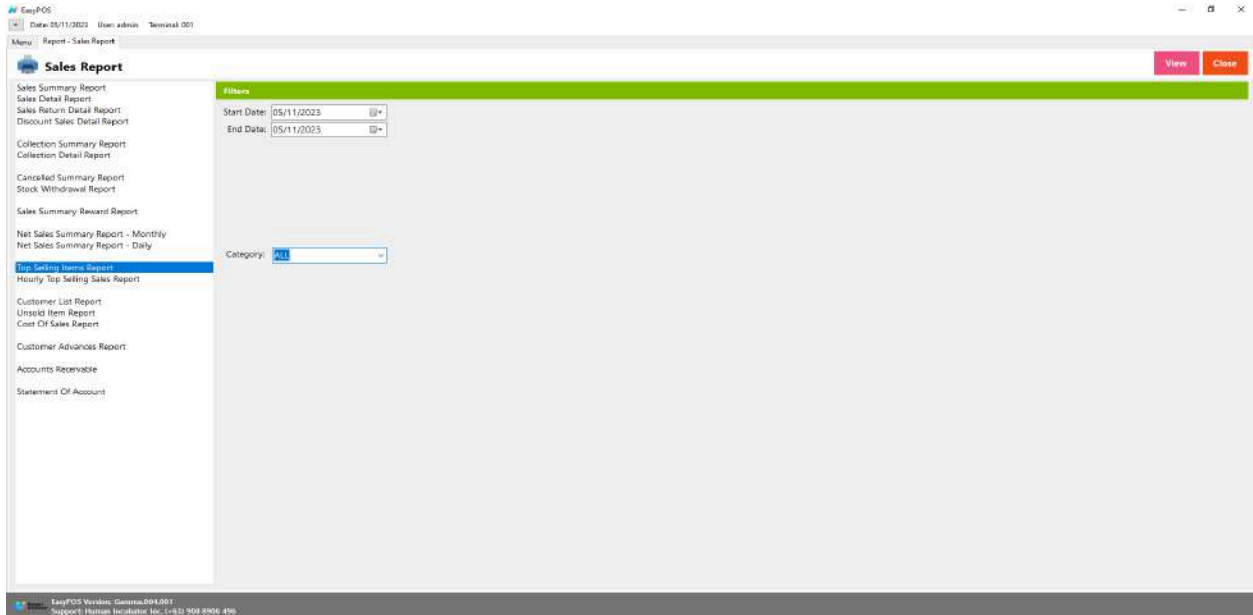 EasyPOS
Date: 05/11/2023 User: admin Terminal: 001
Menu Report - Sales Report
Sales Report
View Close
Sales Summary Report
Sales Detail Report
Sales Return Detail Report
Discount Sales Detail Report
Collection Summary Report
Collection Detail Report
Cancelled Summary Report
Stock Withdrawal Report
Sales Summary Reward Report
Net Sales Summary Report - Monthly
Net Sales Summary Report - Daily
Top Selling Items Report
Hourly Top Selling Sales Report
Customer List Report
Unsold Item Report
Cost Of Sales Report
Customer Advances Report
Accounts Receivable
Statement Of Account
Filters
Start Date: 05/11/2023
End Date: 05/11/2023
Category: ALL
EasyPOS Version: Gamma.004.001
Support: Human Incubator Inc. (+63) 908 8906 496